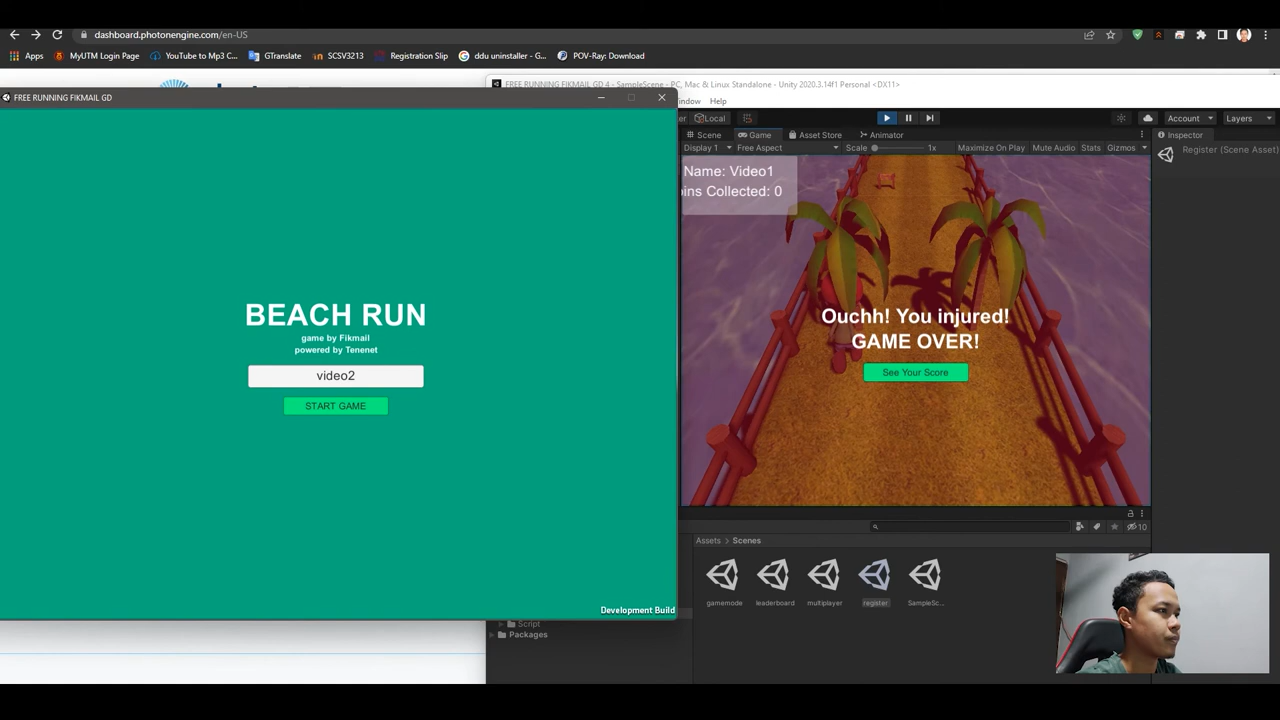 dashboard.photonengine.com/en-US
Apps MyUTM Login Page YouTube to Mp3 C... GTranslate SCSV3213 Registration Slip ddu uninstaller - G... POV-Ray: Download
FREE RUNNING FIKMAIL GD 4 - SampleScene - PC, Mac & Linux Standalone - Unity 2020.3.14f1 Personal <DX11>
FREE RUNNING FIKMAIL GD
indow Help
Local Account Layers
Scene Game Asset Store Animator Inspector
Display 1 Free Aspect Scale 1x Maximize On Play Mute Audio Stats Gizmos
Register (Scene Asset)
Name: Video1
oins Collected: 0
BEACH RUN
game by Fikmail
powered by Tenenet
video2
START GAME
Ouchh! You injured!
GAME OVER!
See Your Score
10
Assets > Scenes
gamemode leaderboard multiplayer register SampleSc...
Development Build
Script
Packages